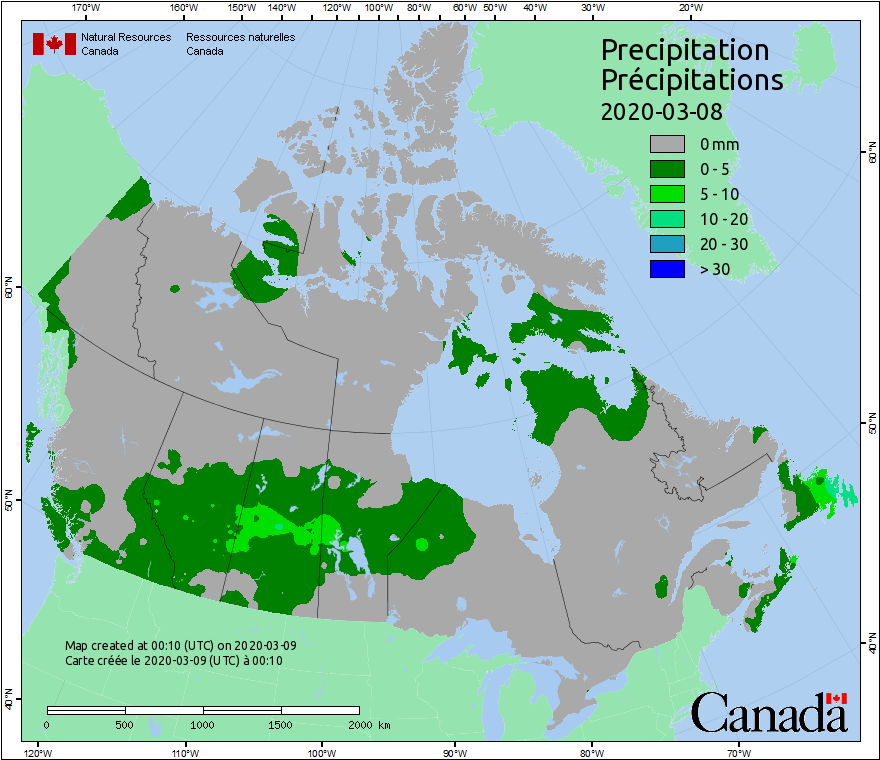 170°W 160°W 150°W 140°W 120°W 100°W 80°W 60°W 50°W 40°W 30°W 20°W
Natural Resources Ressources naturelles
Canada Canada
Precipitation
Précipitations
2020-03-08
0 mm
0 - 5
5 - 10
10 - 20
20 - 30
> 30
60°N
60°N
50°N
50°N
40°N
40°N
Map created at 00:10 (UTC) on 2020-03-09
Carte créée le 2020-03-09 (UTC) à 00:10
0 500 1000 1500 2000 km
Canada
120°W 110°W 100°W 90°W 80°W 70°W